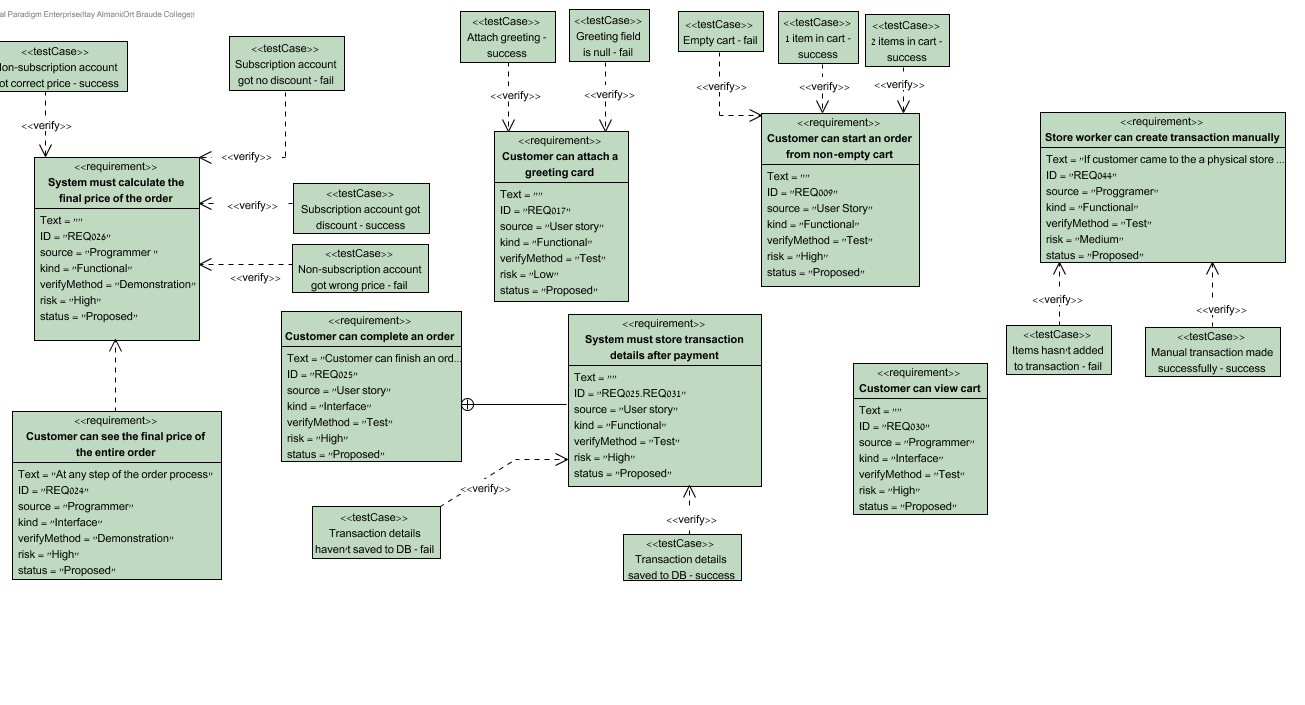 al Paradigm Enterprise(Itay Almani(Ort Braude College))
<<testCase>>
Non-subscription account
ot correct price - success
<<verify>>
<<testCase>>
Subscription account
got no discount - fail
<<verify>>
<<requirement>>
System must calculate the
final price of the order
Text = ""
ID = "REQ026"
source = "Programmer "
kind = "Functional"
verifyMethod = "Demonstration"
risk = "High"
status = "Proposed"
<<testCase>>
Subscription account got
discount - success
<<verify>>
<<testCase>>
Non-subscription account
got wrong price - fail
<<verify>>
<<requirement>>
Customer can see the final price of
the entire order
Text = "At any step of the order process"
ID = "REQ024"
source = "Programmer"
kind = "Interface"
verifyMethod = "Demonstration"
risk = "High"
status = "Proposed"
<<testCase>>
Attach greeting -
success
<<verify>>
<<testCase>>
Greeting field
is null - fail
<<verify>>
<<requirement>>
Customer can attach a
greeting card
Text = ""
ID = "REQ017"
source = "User story"
kind = "Functional"
verifyMethod = "Test"
risk = "Low"
status = "Proposed"
<<testCase>>
Empty cart - fail
<<verify>>
<<testCase>>
1 item in cart -
success
<<verify>>
<<testCase>>
2 items in cart -
success
<<verify>>
<<requirement>>
Customer can start an order
from non-empty cart
Text = ""
ID = "REQ009"
source = "User Story"
kind = "Functional"
verifyMethod = "Test"
risk = "High"
status = "Proposed"
<<requirement>>
Store worker can create transaction manually
Text = "If customer came to the a physical store ...
ID = "REQ044"
source = "Proggramer"
kind = "Functional"
verifyMethod = "Test"
risk = "Medium"
status = "Proposed"
<<verify>>
<<testCase>>
Items hasn't added
to transaction - fail
<<verify>>
<<testCase>>
Manual transaction made
successfully - success
<<requirement>>
Customer can complete an order
Text = "Customer can finish an ord...
ID = "REQ025"
source = "User story"
kind = "Interface"
verifyMethod = "Test"
risk = "High"
status = "Proposed"
<<requirement>>
System must store transaction
details after payment
Text = ""
ID = "REQ025.REQ031"
source = "User story"
kind = "Functional"
verifyMethod = "Test"
risk = "High"
status = "Proposed"
<<verify>>
<<testCase>>
Transaction details
haven't saved to DB - fail
<<verify>>
<<testCase>>
Transaction details
saved to DB - success
<<requirement>>
Customer can view cart
Text = ""
ID = "REQ030"
source = "Programmer"
kind = "Interface"
verifyMethod = "Test"
risk = "High"
status = "Proposed"